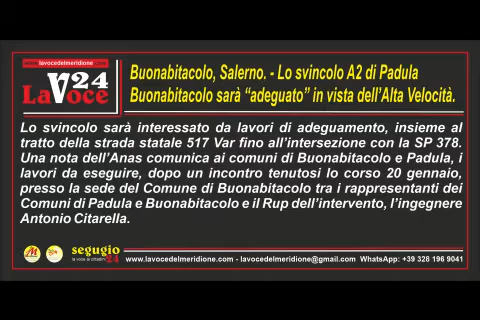 www.lavocedelmeridione.com
LaVoce24
Buonabitacolo, Salerno. - Lo svincolo A2 di Padula
Buonabitacolo sarà “adeguato” in vista dell’Alta Velocità.
Lo svincolo sarà interessato da lavori di adeguamento, insieme al
tratto della strada statale 517 Var fino all’intersezione con la SP 378.
Una nota dell’Anas comunica ai comuni di Buonabitacolo e Padula, i
lavori da eseguire, dopo un incontro tenutosi lo corso 20 gennaio,
presso la sede del Comune di Buonabitacolo tra i rappresentanti dei
Comuni di Padula e Buonabitacolo e il Rup dell’intervento, l’ingegnere
Antonio Citarella.
segugio
la voce ai cittadini 24
www.lavocedelmeridione.com - lavocedelmeridione@gmail.com WhatsApp: +39 328 196 9041